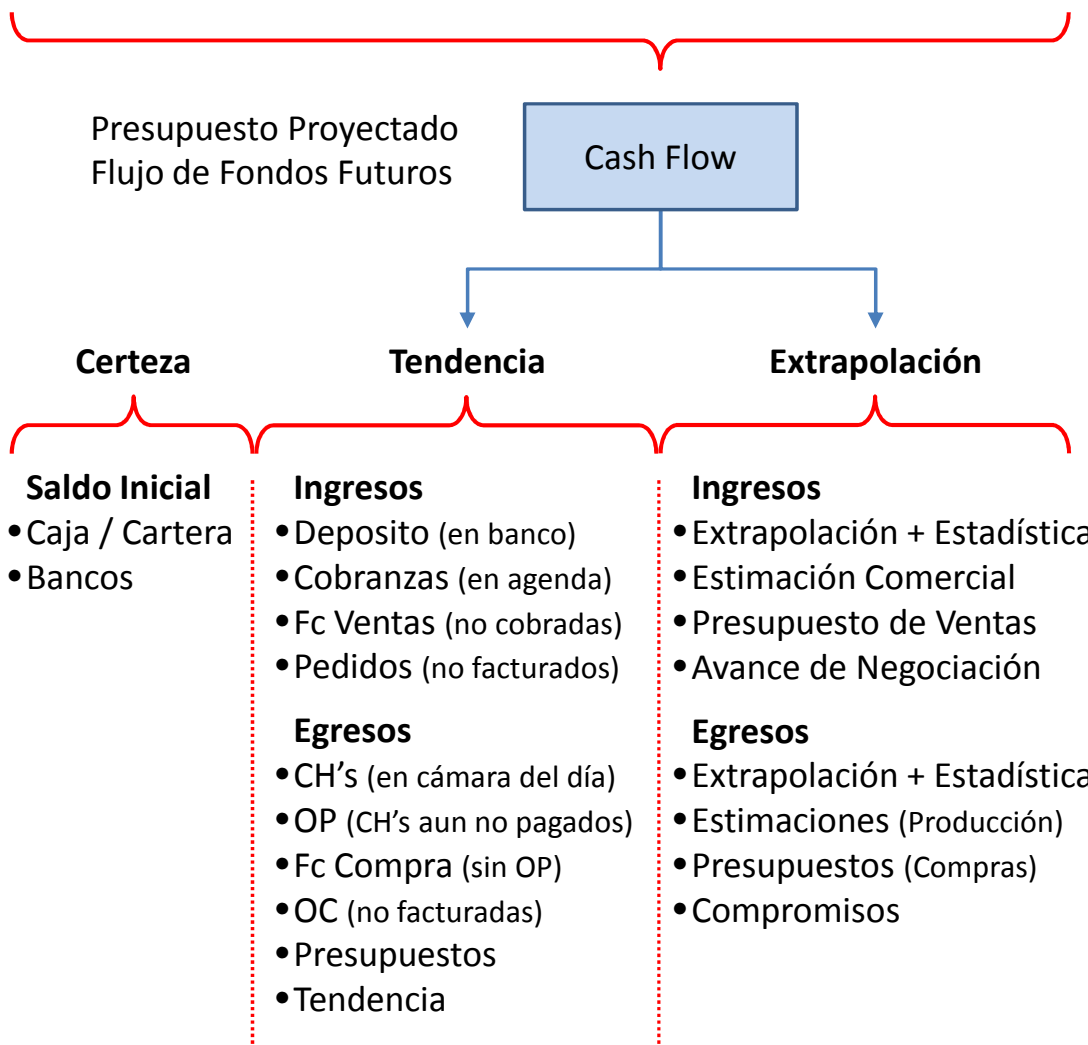 Presupuesto Proyectado
Flujo de Fondos Futuros
Cash Flow
Certeza
Tendencia
Extrapolación
Saldo Inicial
•Caja / Cartera
•Bancos
Ingresos
•Deposito (en banco)
•Cobranzas (en agenda)
•Fc Ventas (no cobradas)
•Pedidos (no facturados)
Egresos
•CH's (en cámara del día)
•OP (CH's aun no pagados)
•Fc Compra (sin OP)
•OC (no facturadas)
•Presupuestos
•Tendencia
Ingresos
•Extrapolación + Estadística
•Estimación Comercial
•Presupuesto de Ventas
•Avance de Negociación
Egresos
•Extrapolación + Estadística
•Estimaciones (Producción)
•Presupuestos (Compras)
•Compromisos